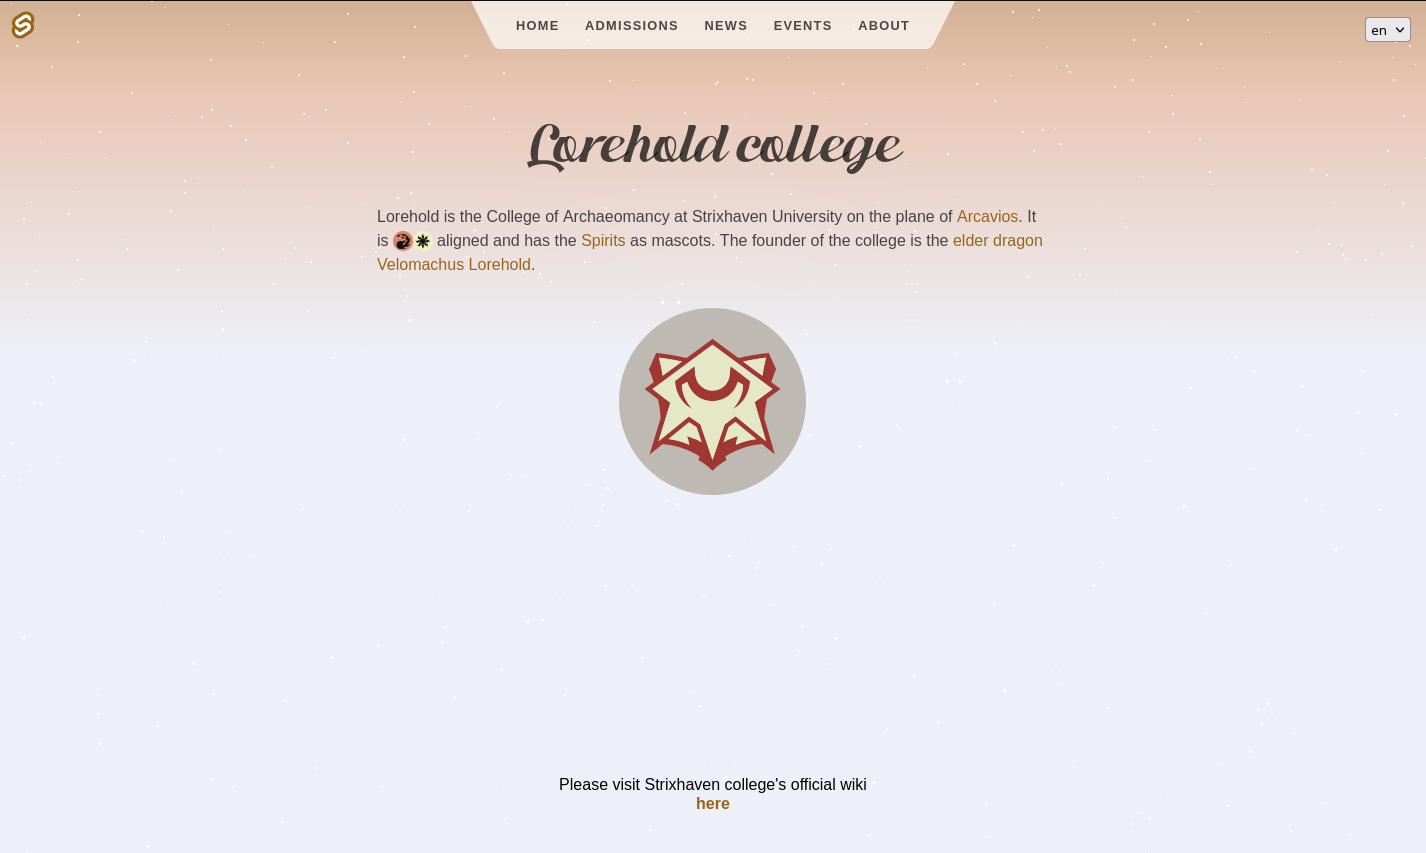 HOME ADMISSIONS NEWS EVENTS ABOUT
en
Lorehold college
Lorehold is the College of Archaeomancy at Strixhaven University on the plane of Arcavios. It
is aligned and has the Spirits as mascots. The founder of the college is the elder dragon
Velomachus Lorehold.
Please visit Strixhaven college's official wiki
here